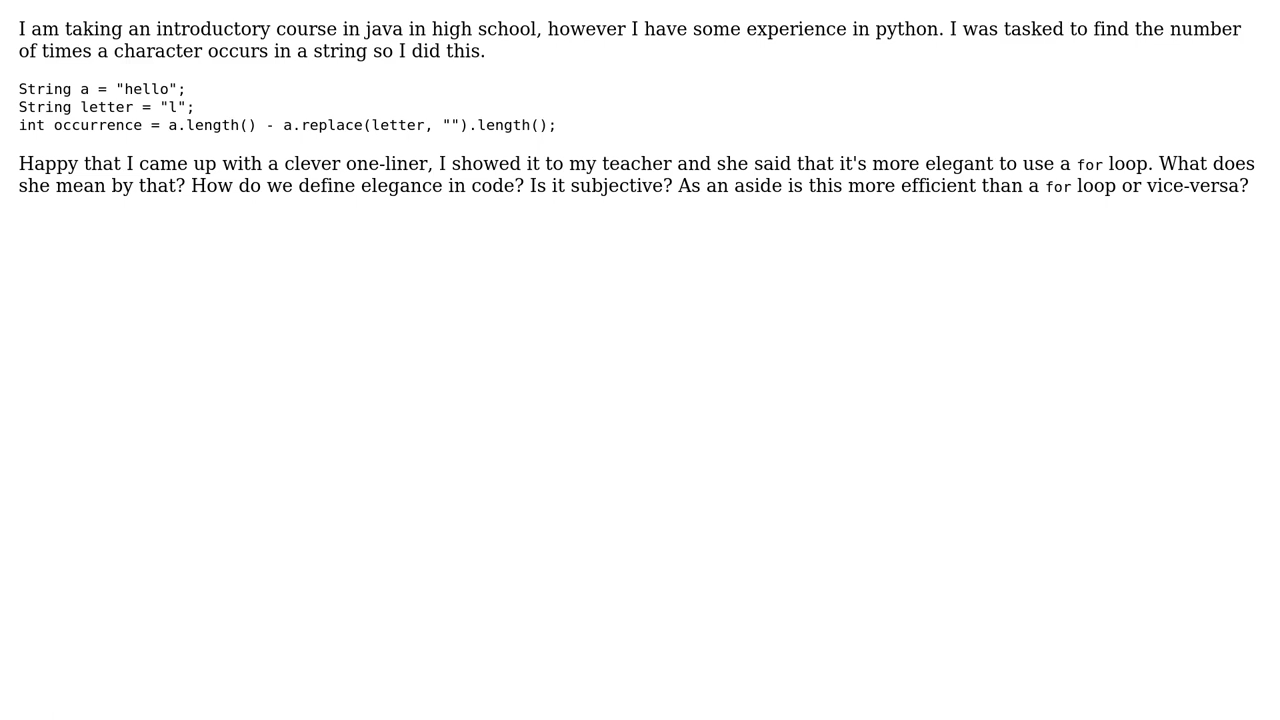 I am taking an introductory course in java in high school, however I have some experience in python. I was tasked to find the number
of times a character occurs in a string so I did this.
String a = "hello";
String letter = "l";
int occurrence = a.length() - a.replace(letter, "").length();
Happy that I came up with a clever one-liner, I showed it to my teacher and she said that it's more elegant to use a for loop. What does
she mean by that? How do we define elegance in code? Is it subjective? As an aside is this more efficient than a for loop or vice-versa?